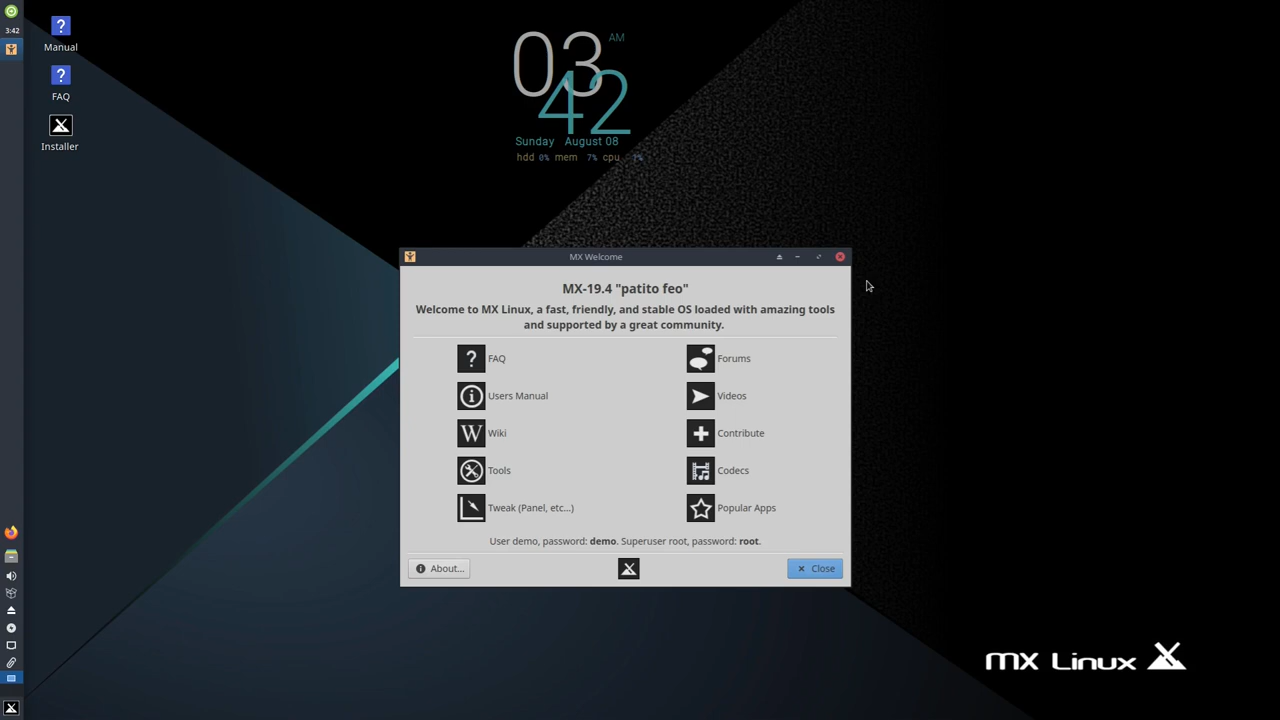 3:42
Manual
FAQ
Installer
03 AM
42
Sunday August 08
hdd 0% mem 7% cpu 1%
MX Welcome
MX-19.4 "patito feo"
Welcome to MX Linux, a fast, friendly, and stable OS loaded with amazing tools
and supported by a great community.
FAQ
Forums
Users Manual
Videos
Wiki
Contribute
Tools
Codecs
Tweak (Panel, etc...)
Popular Apps
User demo, password: demo. Superuser root, password: root.
About...
Close
mx Linux